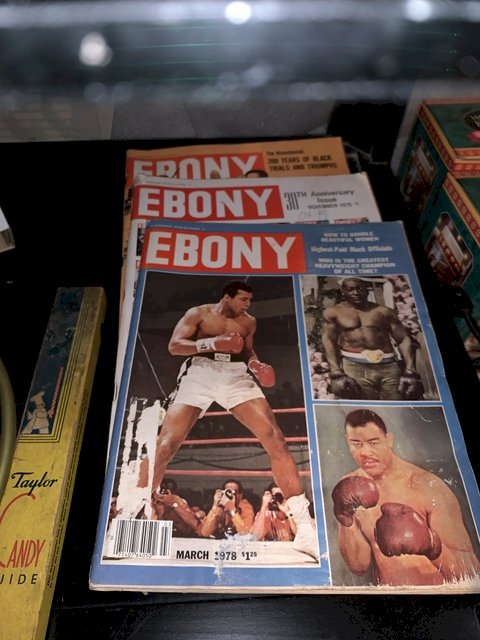 EBONY
The Bicentennial
200 YEARS OF BLACK
TRIALS AND TRIUMPHS
EBONY
30TH Anniversary
Issue
NOVEMBER 1975
EBONY
HOW TO HANDLE
BEAUTIFUL WOMEN
Highest-Paid Black Officials
WHO IS THE GREATEST
HEAVYWEIGHT CHAMPION
OF ALL TIME?
MARCH 1978 $1.25
Taylor
CANDY
GUIDE